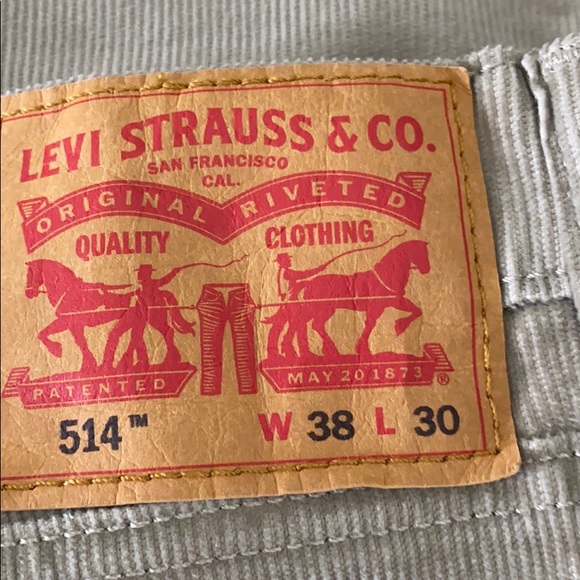 LEVI STRAUSS & CO.
SAN FRANCISCO
CAL.
ORIGINAL RIVETED
QUALITY CLOTHING
PATENTED MAY 20 1873 ®
514™ W 38 L 30